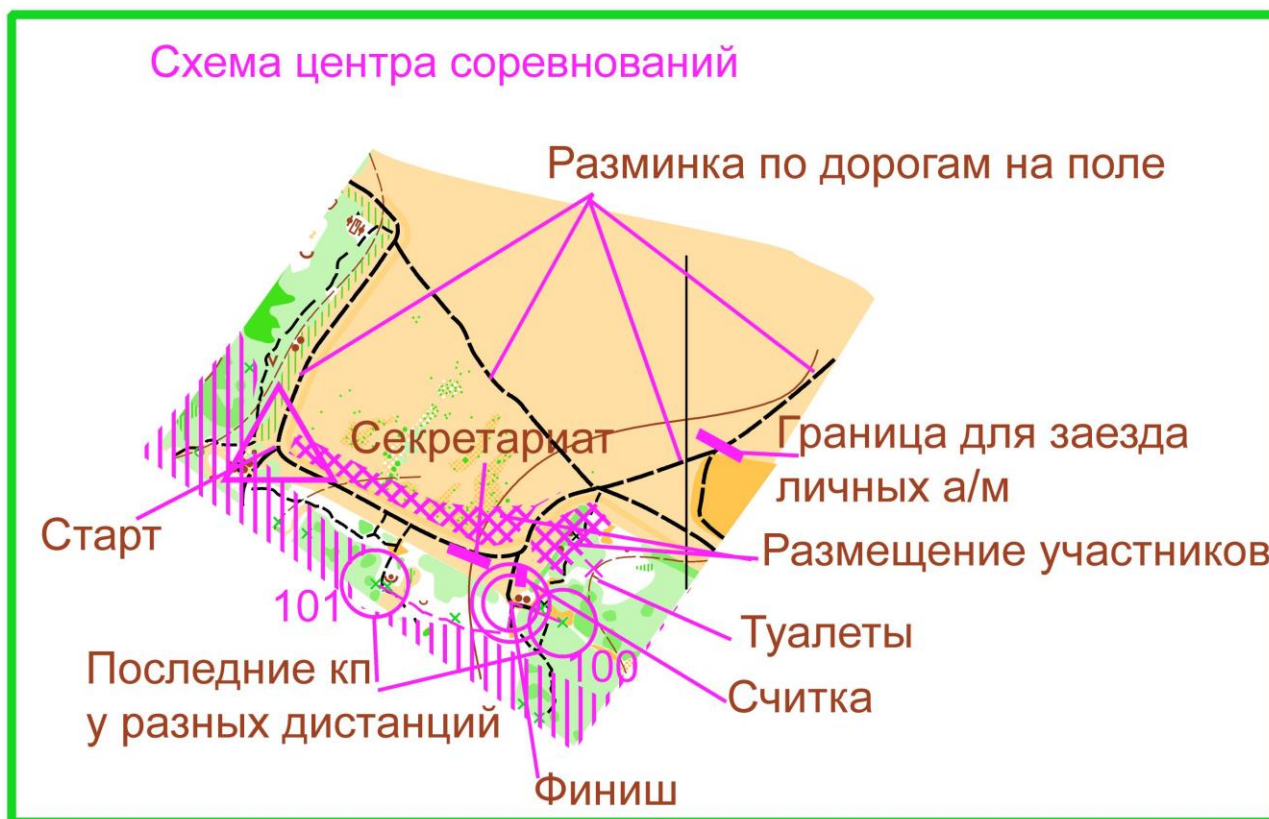 Схема центра соревнований
Разминка по дорогам на поле
Секретариат
Граница для заезда
личных а/м
Старт
Размещение участников
101
Туалеты
100
Последние кп
у разных дистанций
Считка
Финиш